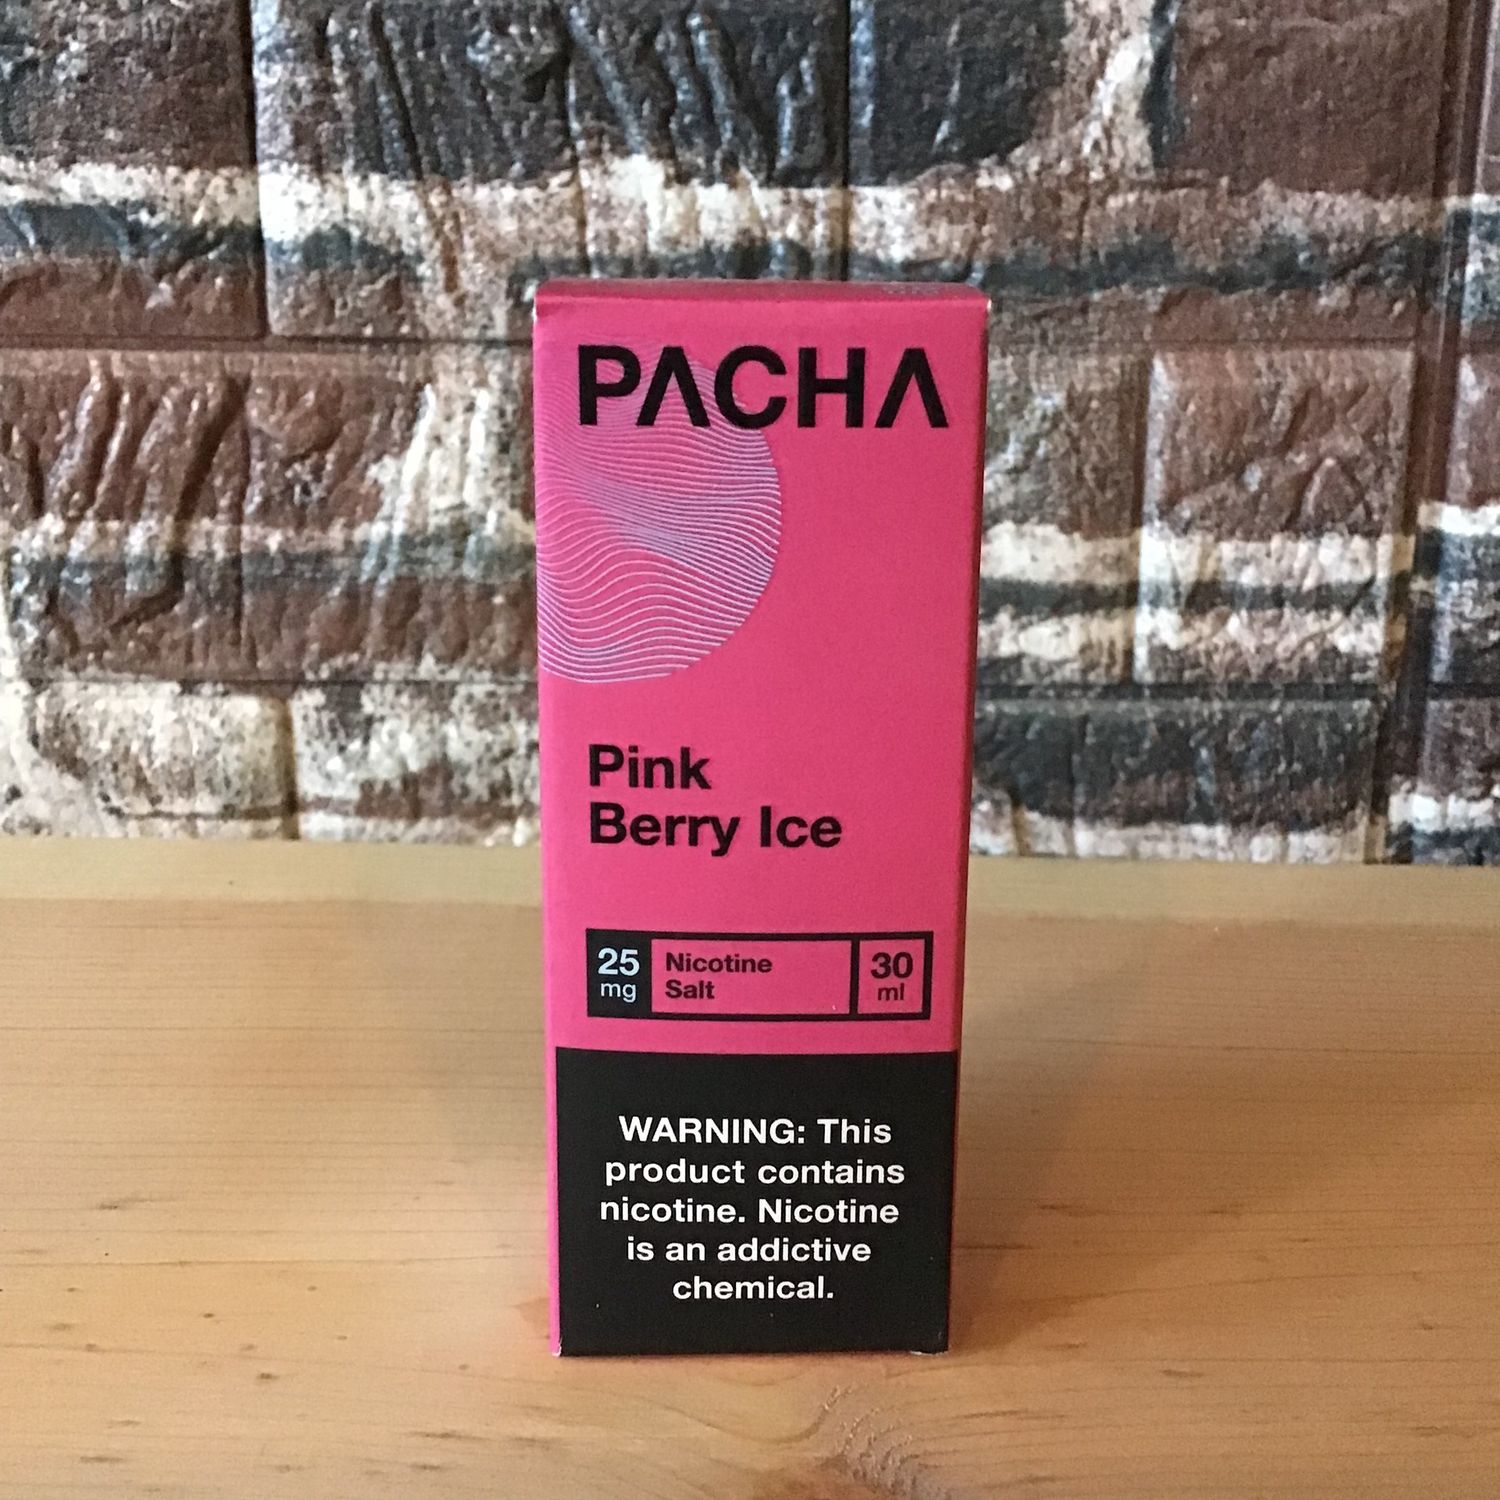 PACHA
Pink
Berry Ice
25
mg
Nicotine
Salt
30
ml
WARNING: This
product contains
nicotine. Nicotine
is an addictive
chemical.